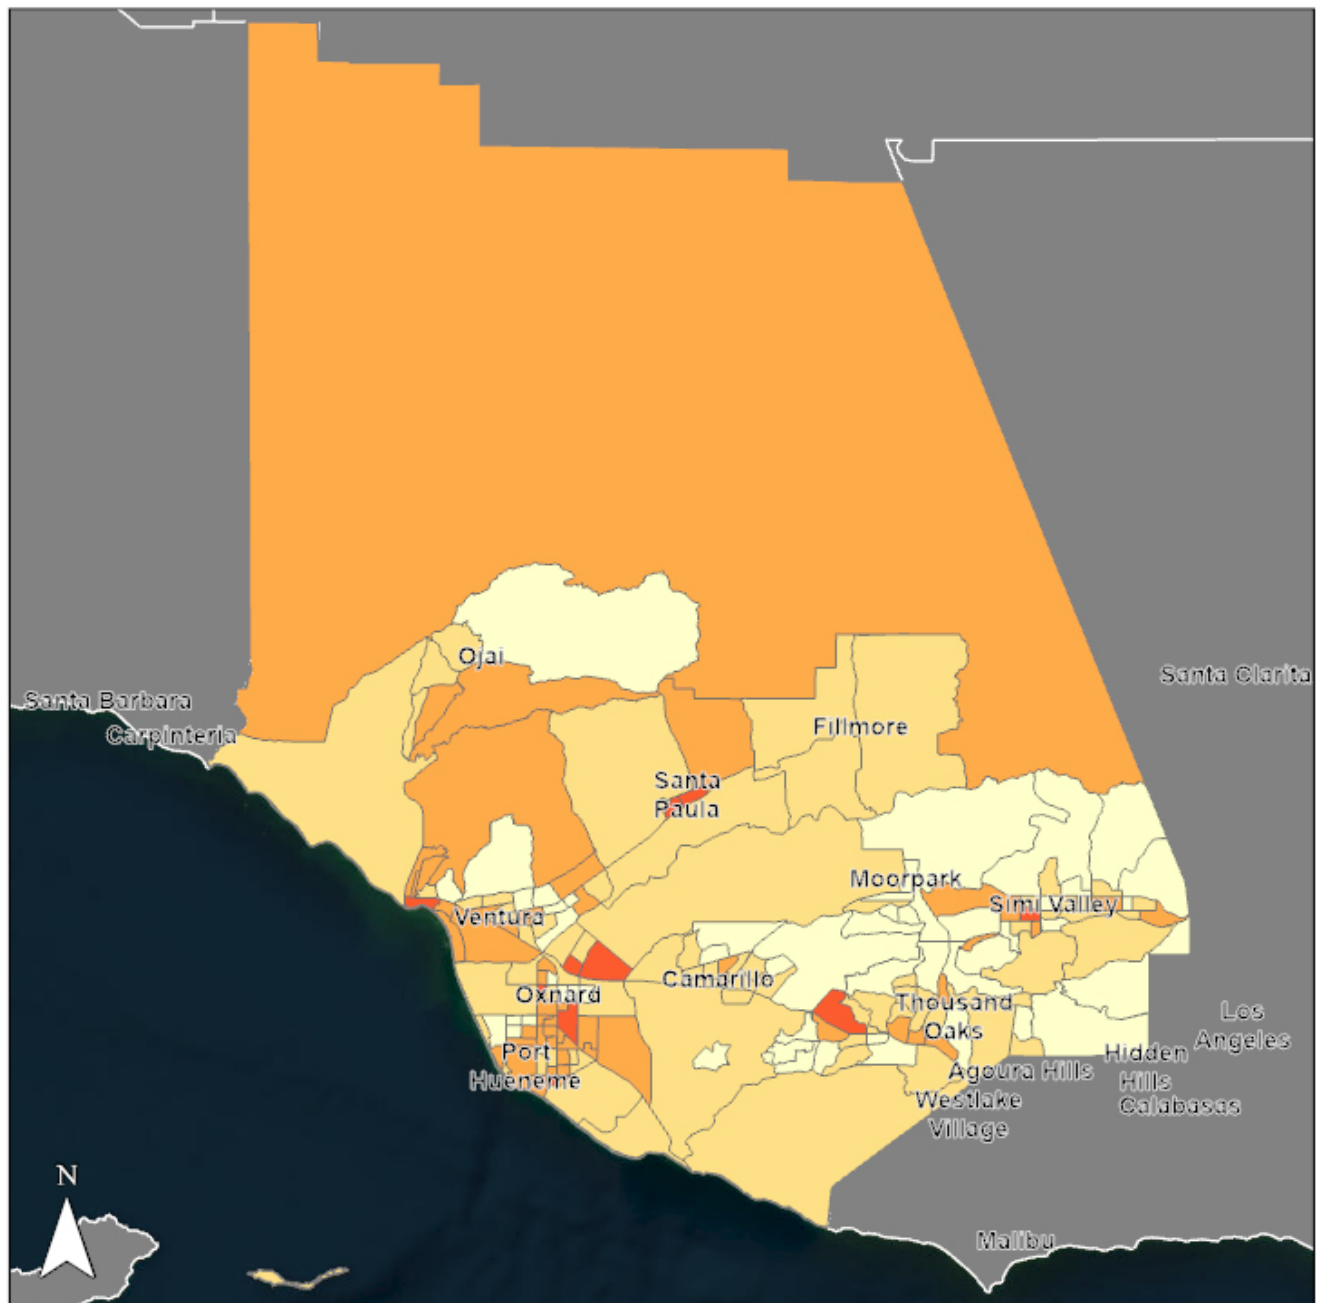 Ojai
Santa Clarita
Santa Barbara
Fillmore
Carpinteria
Santa
Paula
Moorpark
Simi Valley
Ventura
Camarillo
Oxnard
Thousand
Oaks
Los
Angeles
Port
Hueneme
Hidden
Hills
Agoura Hills
Calabasas
Westlake
Village
N
Malibu